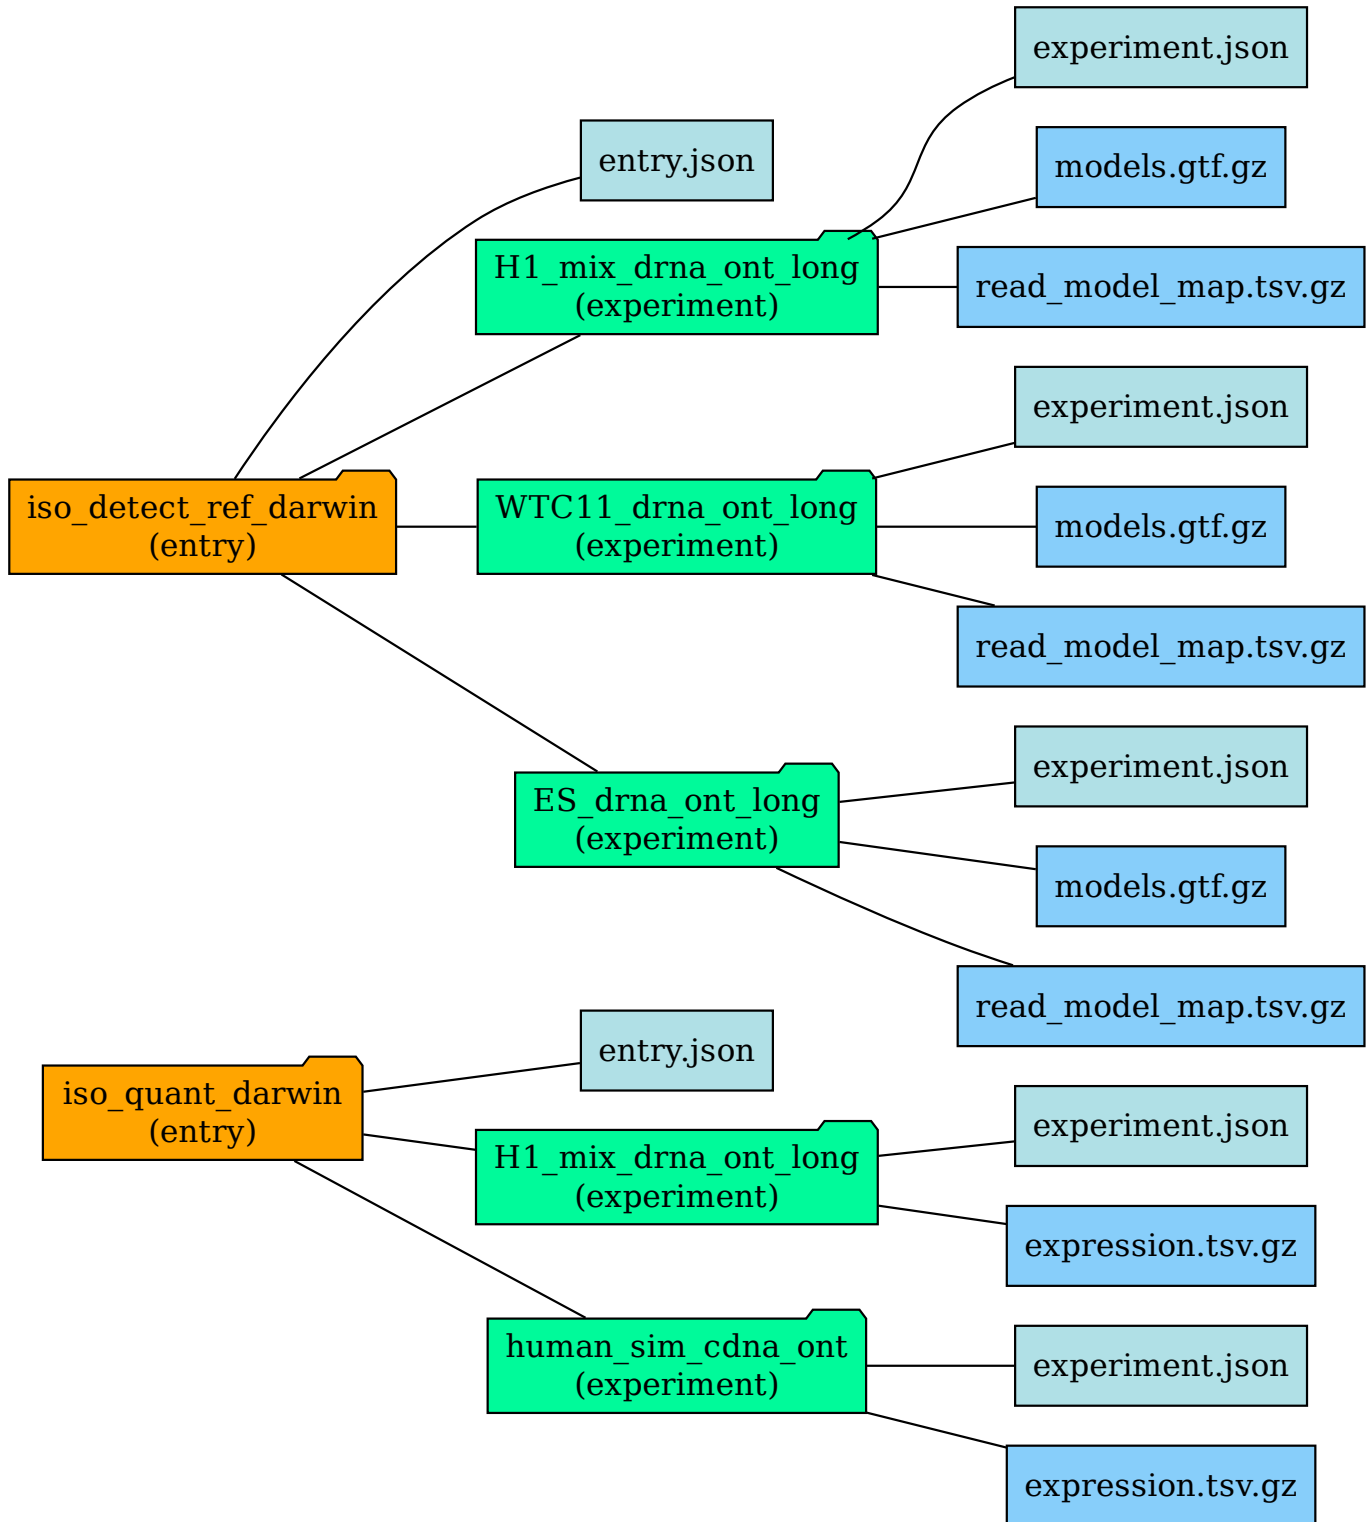 experiment.json
entry.json
models.gtf.gz
H1_mix_drna_ont_long
(experiment)
read_model_map.tsv.gz
experiment.json
iso_detect_ref_darwin
(entry)
WTC11_drna_ont_long
(experiment)
models.gtf.gz
read_model_map.tsv.gz
experiment.json
ES_drna_ont_long
(experiment)
models.gtf.gz
read_model_map.tsv.gz
entry.json
iso_quant_darwin
(entry)
experiment.json
H1_mix_drna_ont_long
(experiment)
expression.tsv.gz
human_sim_cdna_ont
(experiment)
experiment.json
expression.tsv.gz